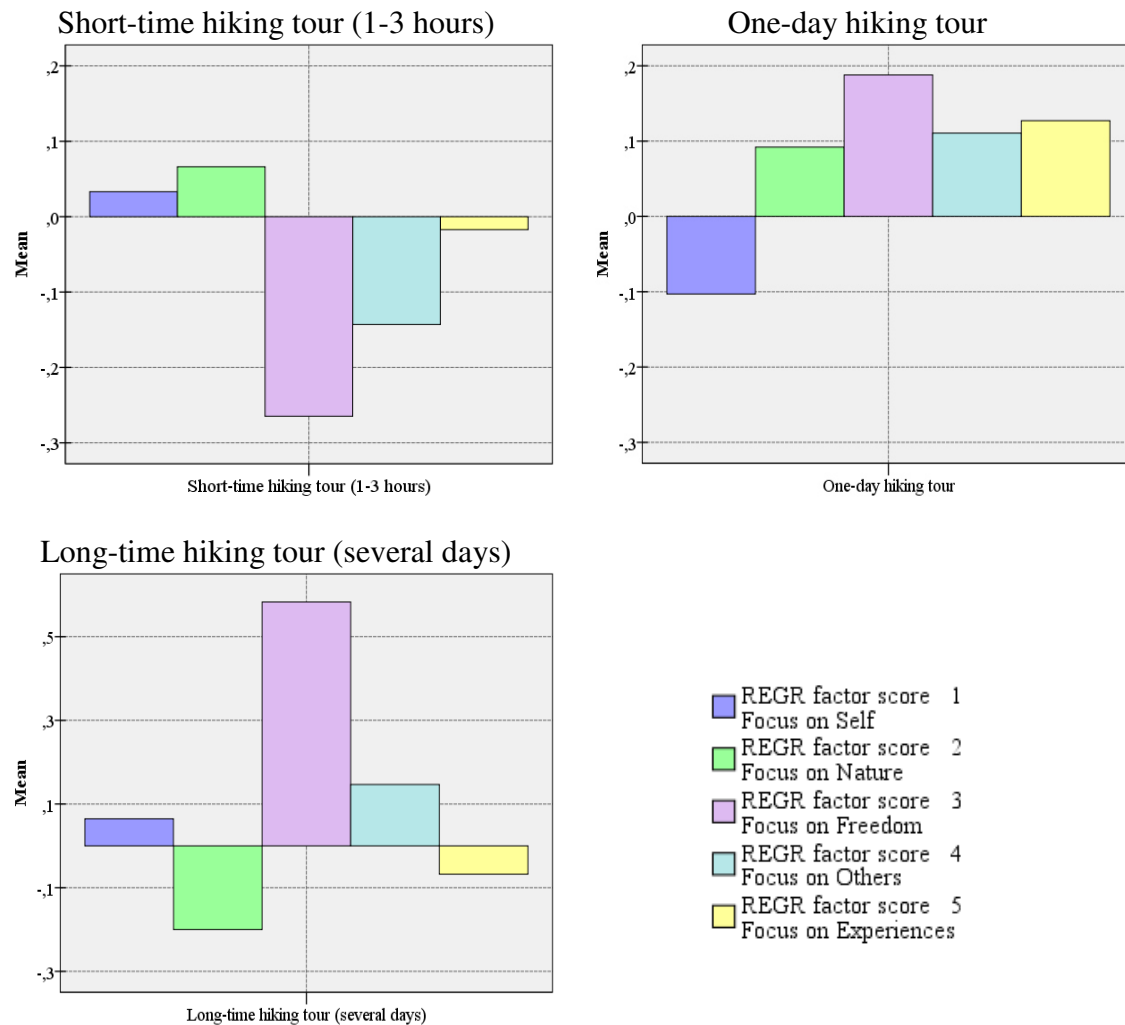 Short-time hiking tour (1-3 hours)
,2
,1
,0
-,1
-,2
-,3
Mean
Short-time hiking tour (1-3 hours)
One-day hiking tour
,2
,1
,0
-,1
-,2
-,3
Mean
One-day hiking tour
Long-time hiking tour (several days)
,5
,3
,1
-,1
-,3
Mean
Long-time hiking tour (several days)
REGR factor score 1
Focus on Self
REGR factor score 2
Focus on Nature
REGR factor score 3
Focus on Freedom
REGR factor score 4
Focus on Others
REGR factor score 5
Focus on Experiences